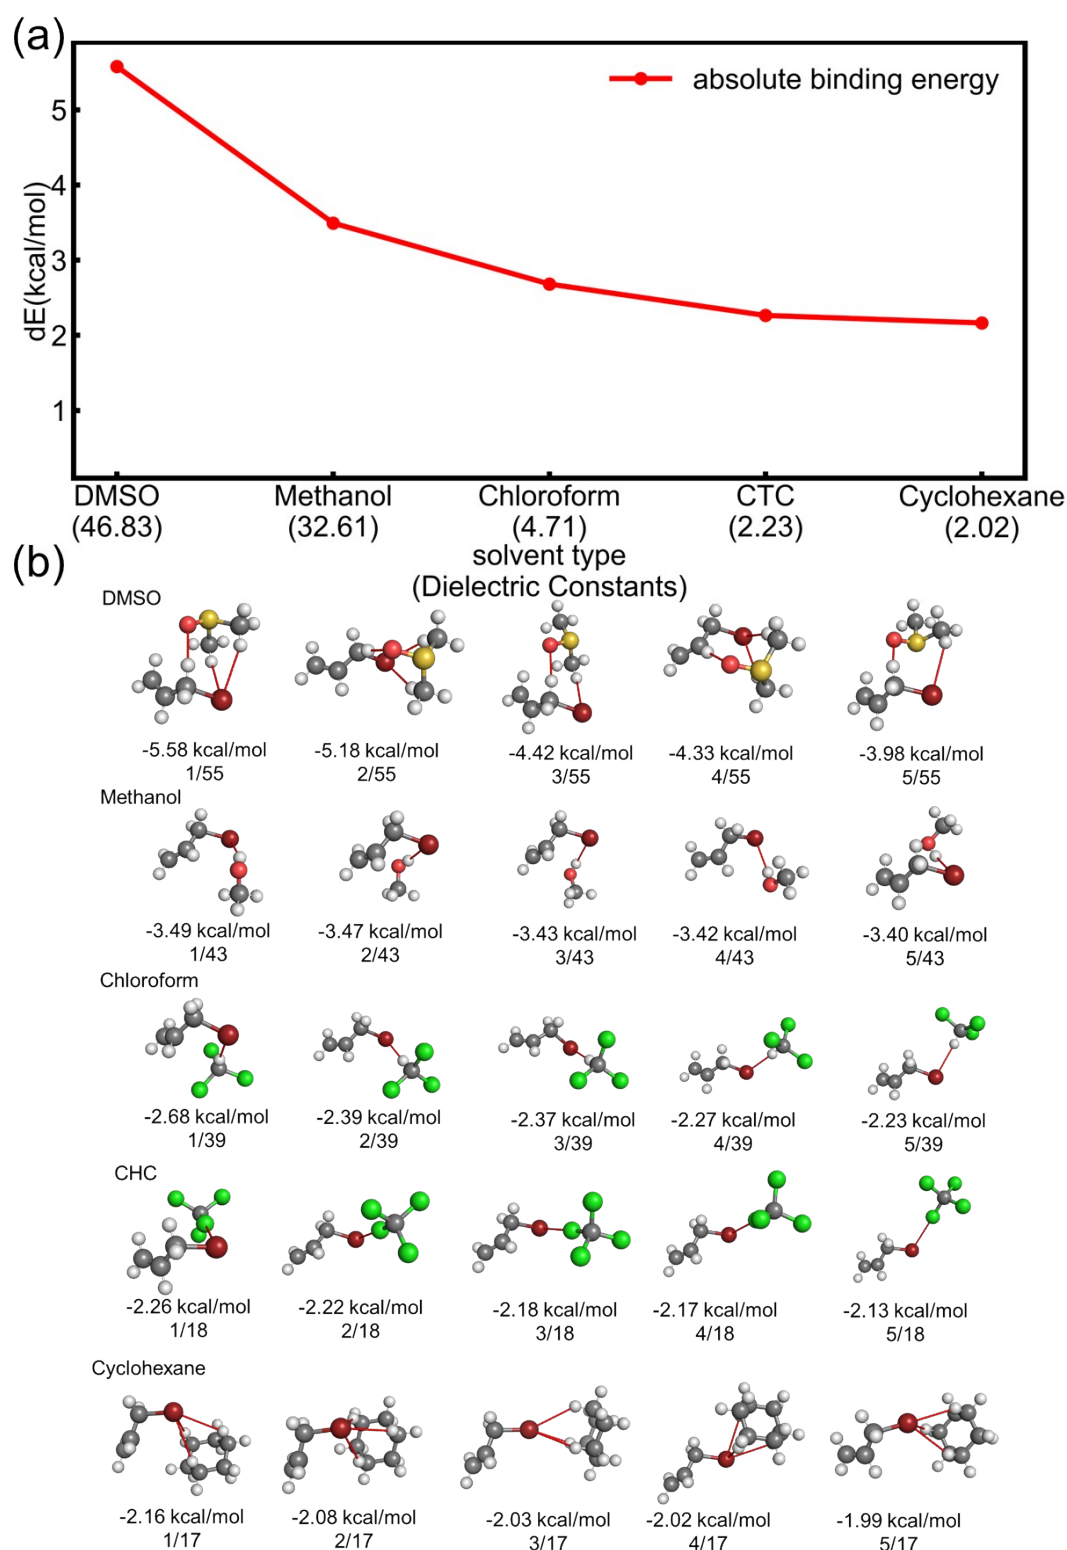 (a)
absolute binding energy
dE(kcal/mol)
5
4
3
2
1
DMSO Methanol Chloroform CTC Cyclohexane
(46.83) (32.61) (4.71) (2.23) (2.02)
solvent type
(Dielectric Constants)
(b)
DMSO
-5.58 kcal/mol -5.18 kcal/mol -4.42 kcal/mol -4.33 kcal/mol -3.98 kcal/mol
1/55 2/55 3/55 4/55 5/55
Methanol
-3.49 kcal/mol -3.47 kcal/mol -3.43 kcal/mol -3.42 kcal/mol -3.40 kcal/mol
1/43 2/43 3/43 4/43 5/43
Chloroform
-2.68 kcal/mol -2.39 kcal/mol -2.37 kcal/mol -2.27 kcal/mol -2.23 kcal/mol
1/39 2/39 3/39 4/39 5/39
CHC
-2.26 kcal/mol -2.22 kcal/mol -2.18 kcal/mol -2.17 kcal/mol -2.13 kcal/mol
1/18 2/18 3/18 4/18 5/18
Cyclohexane
-2.16 kcal/mol -2.08 kcal/mol -2.03 kcal/mol -2.02 kcal/mol -1.99 kcal/mol
1/17 2/17 3/17 4/17 5/17